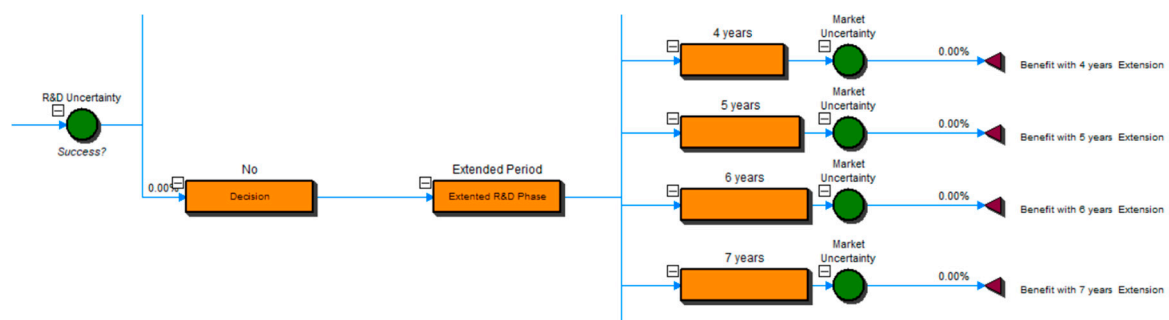 R&D Uncertainty
Success?
0.00%
No
Decision
Extended Period
Extented R&D Phase
4 years
Market
Uncertainty
0.00%
Benefit with 4 years Extension
5 years
Market
Uncertainty
0.00%
Benefit with 5 years Extension
6 years
Market
Uncertainty
0.00%
Benefit with 6 years Extension
7 years
Market
Uncertainty
0.00%
Benefit with 7 years Extension